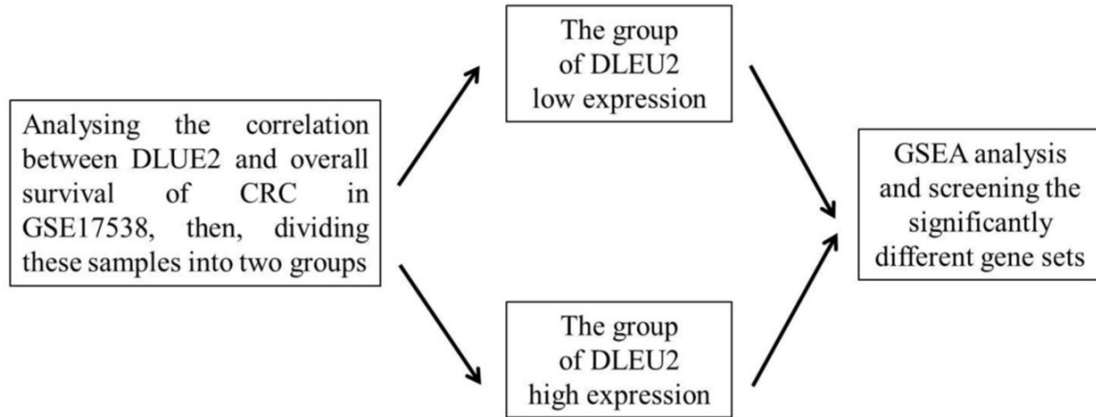 Analysing the correlation
between DLUE2 and overall
survival of CRC in
GSE17538, then, dividing
these samples into two groups
The group
of DLEU2
low expression
The group
of DLEU2
high expression
GSEA analysis
and screening the
significantly
different gene sets